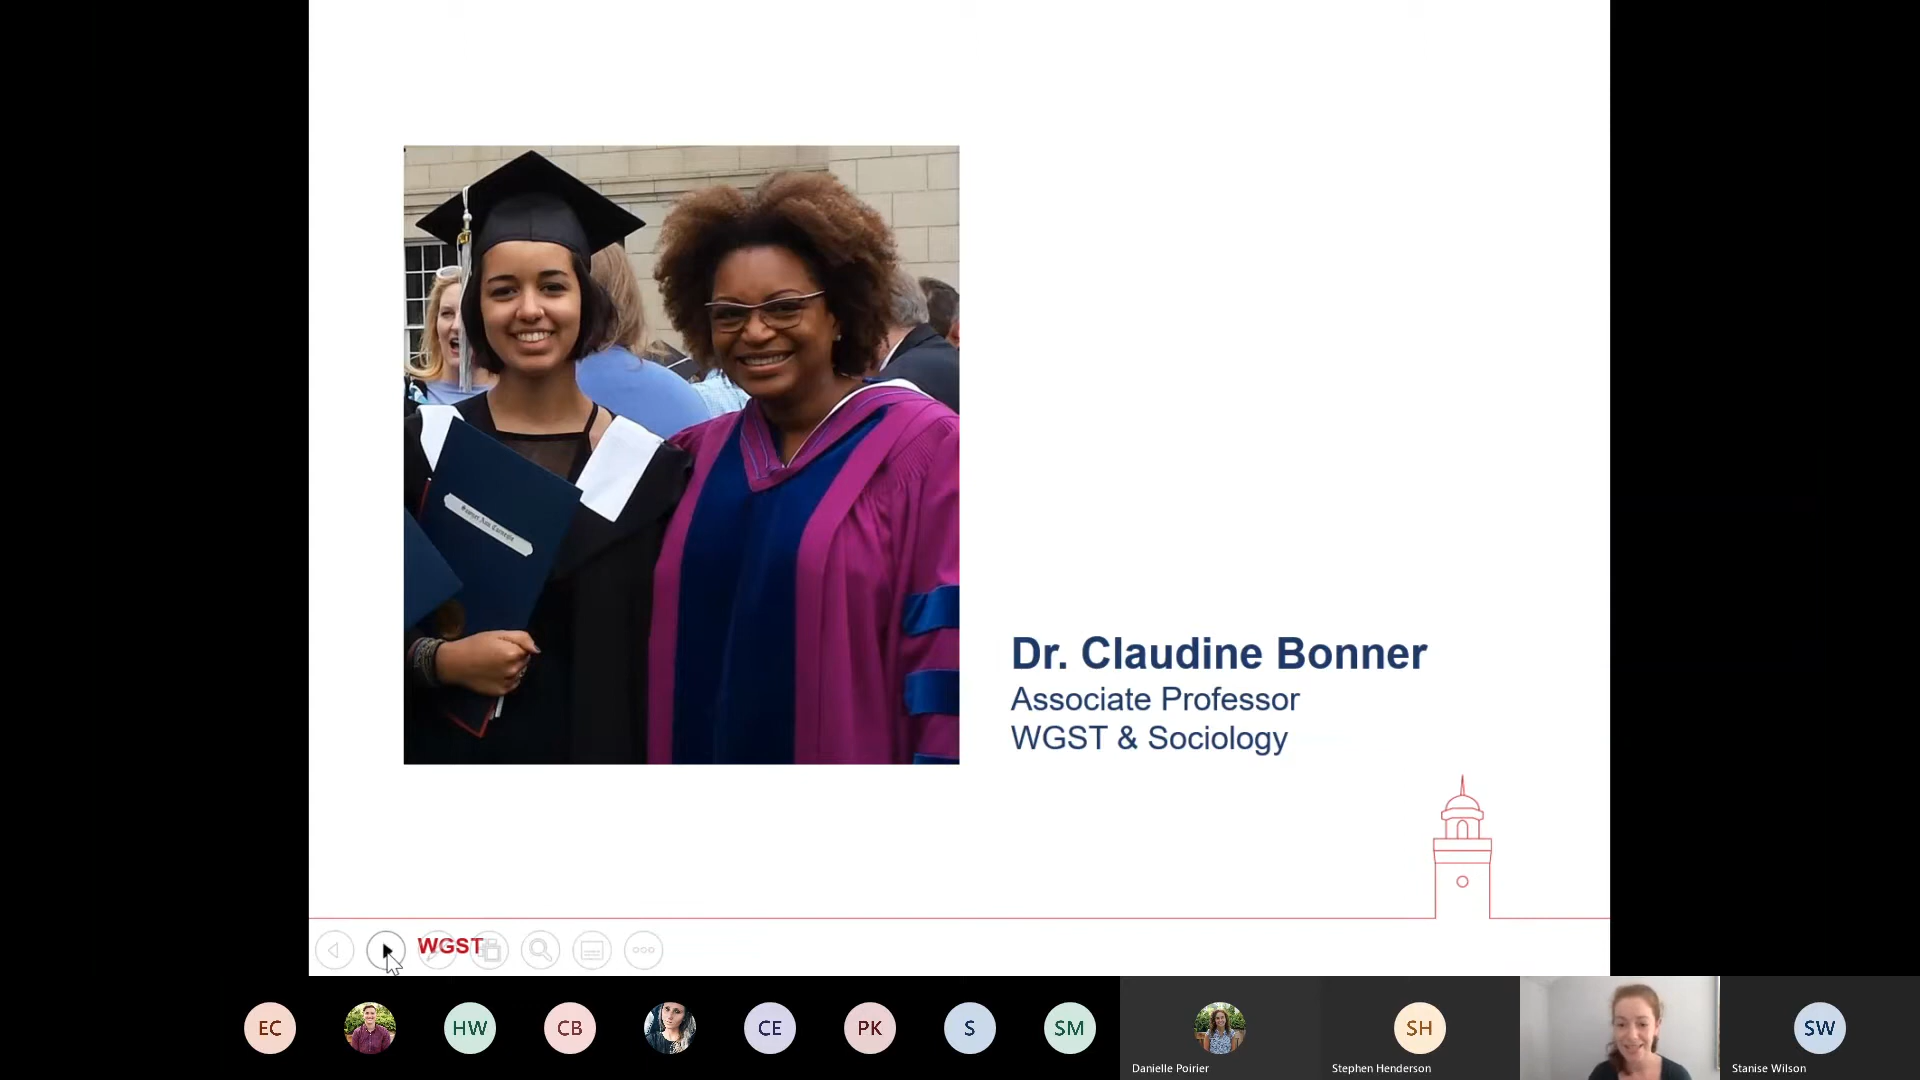 Dr. Claudine Bonner
Associate Professor
WGST & Sociology
WGST
EC
HW
CB
CE
PK
S
SM
SH
SW
Danielle Poirier
Stephen Henderson
Stanise Wilson